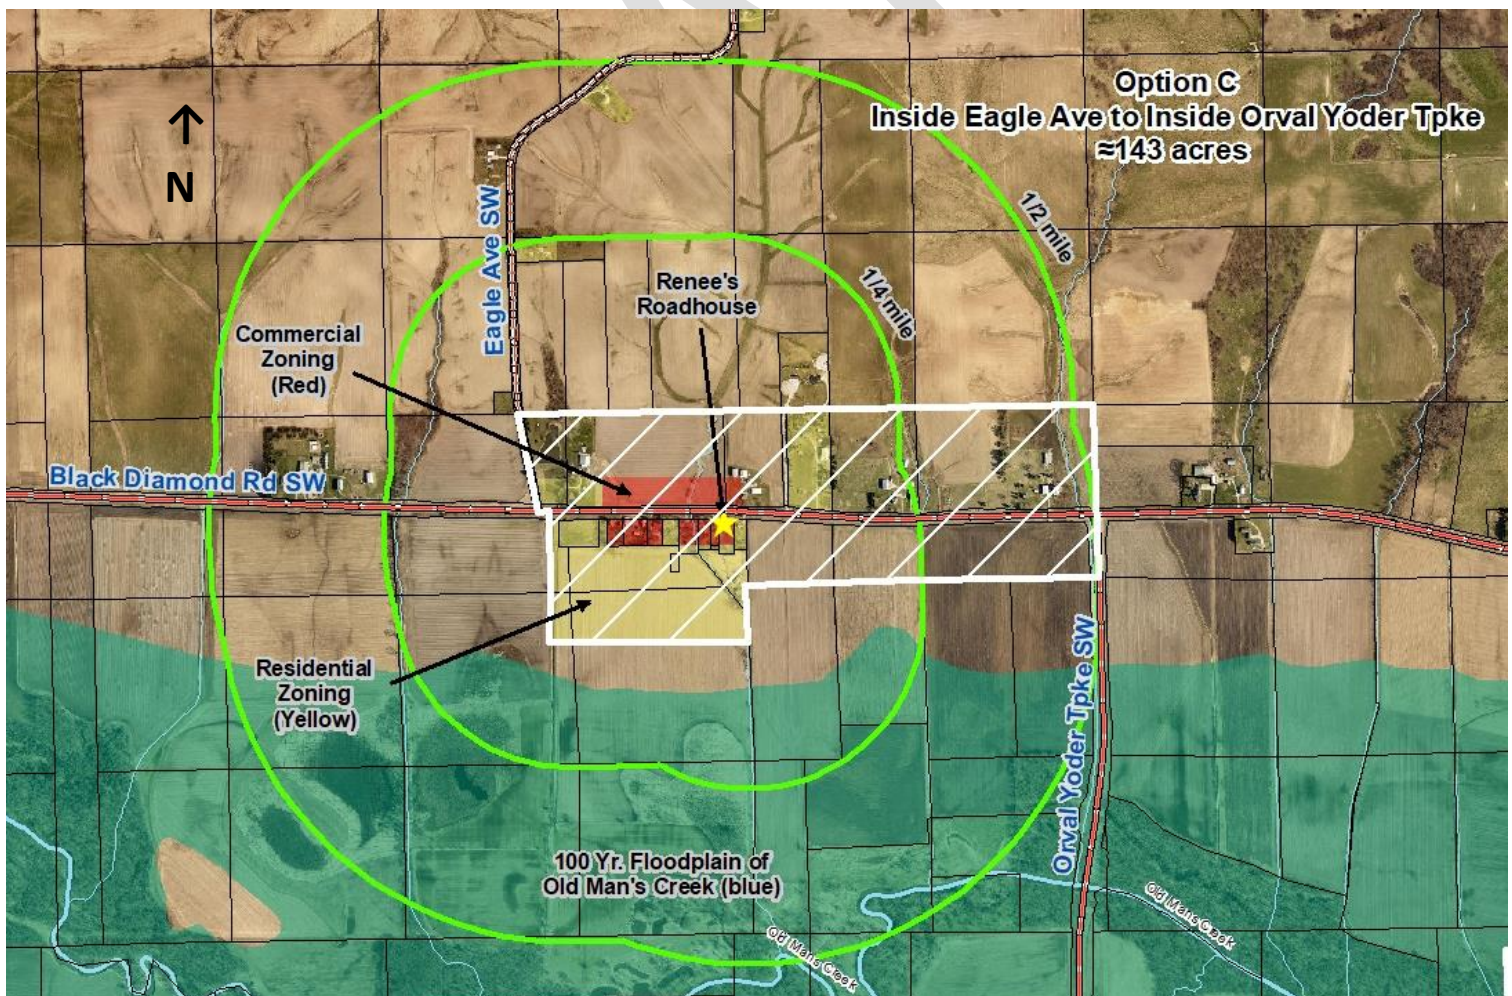 Option C
Inside Eagle Ave to Inside Orval Yoder Tpke
≈143 acres
N
Eagle Ave SW
1/2 mile
1/4 mile
Renee's
Roadhouse
Commercial
Zoning
(Red)
Black Diamond Rd SW
Residential
Zoning
(Yellow)
Orval Yoder Tpke SW
100 Yr. Floodplain of
Old Man's Creek (blue)
Old Mans Creek
Old Mans Creek